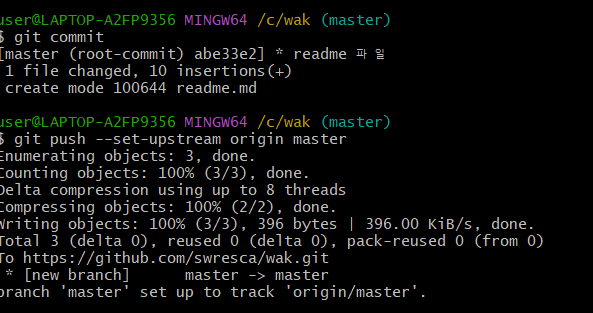 user@LAPTOP-A2FP9356 MINGW64 /c/wak (master)
$ git commit
[master (root-commit) abe33e2] * readme 파일
1 file changed, 10 insertions(+)
create mode 100644 readme.md
user@LAPTOP-A2FP9356 MINGW64 /c/wak (master)
$ git push --set-upstream origin master
Enumerating objects: 3, done.
Counting objects: 100% (3/3), done.
Delta compression using up to 8 threads
Compressing objects: 100% (2/2), done.
Writing objects: 100% (3/3), 396 bytes | 396.00 KiB/s, done.
Total 3 (delta 0), reused 0 (delta 0), pack-reused 0 (from 0)
To https://github.com/swresca/wak.git
* [new branch]      master -> master
branch 'master' set up to track 'origin/master'.